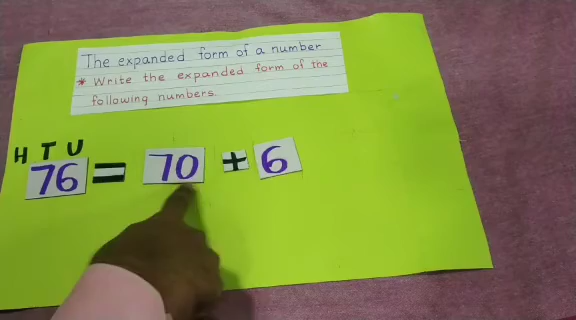 The expanded form of a number
* Write the expanded form of the
following numbers.
H T U
76 = 70 + 6